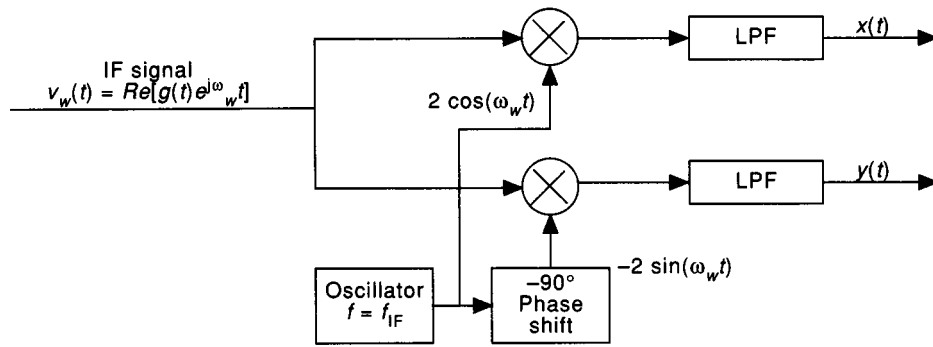 IF signal
v_w(t) = Re[g(t)e^{jω_w t}]
2 cos(ω_w t)
LPF
x(t)
LPF
y(t)
Oscillator
f = f_IF
−90°
Phase
shift
−2 sin(ω_w t)